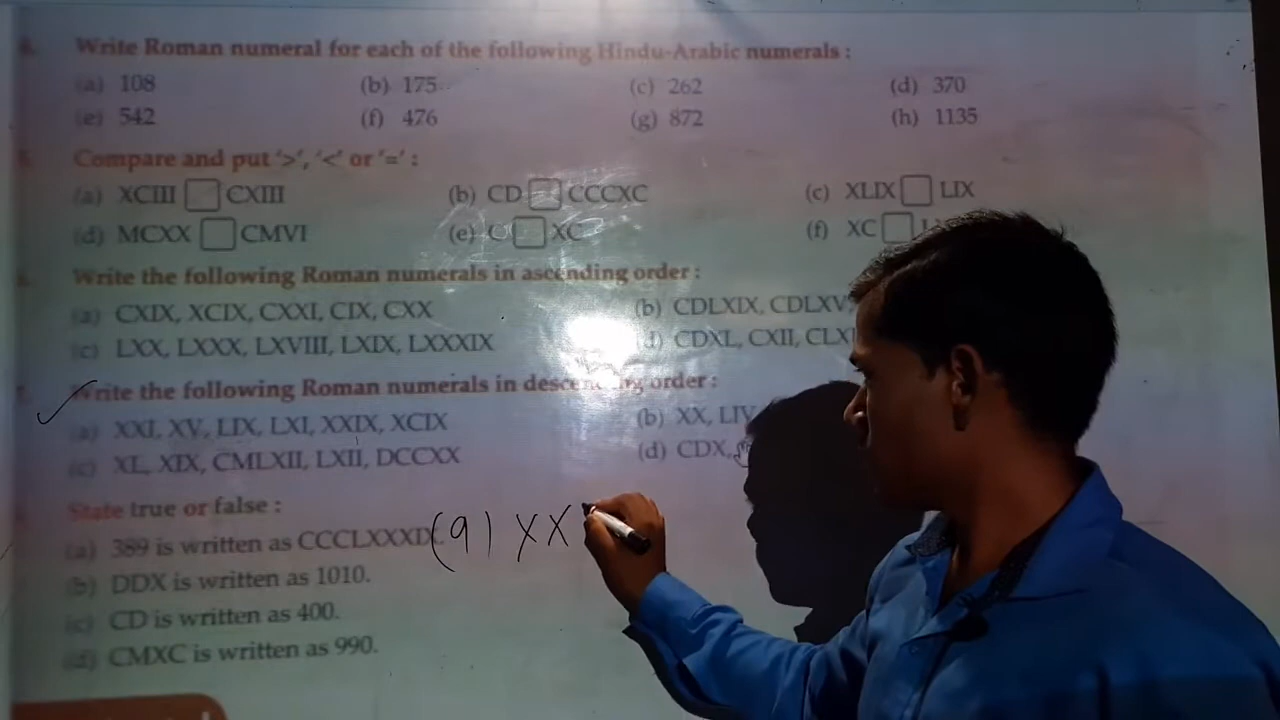 Write Roman numeral for each of the following Hindu-Arabic numerals :
(a) 108 (b) 175 (c) 262 (d) 370
(e) 542 (f) 476 (g) 872 (h) 1135
Compare and put '>', '<' or '=' :
(a) XCIII CXIII (b) CD CCCXC (c) XLIX LIX
(d) MCXX CMVI (e) XC (f) XC
Write the following Roman numerals in ascending order :
(a) CXIX, XCIX, CXXI, CIX, CXX (b) CDLXIX, CDLXV,
(c) LXX, LXXX, LXVIII, LXIX, LXXXIX (d) CDXL, CXII,
Write the following Roman numerals in descending order :
(a) XXI, XV, LIX, LXI, XXIX, XCIX (b) XX, LIV
(c) XL, XIX, CMLXII, LXII, DCCXX (d) CDX,
State true or false :
(a) 389 is written as CCCLXXXIX. (9) XX
(b) DDX is written as 1010.
(c) CD is written as 400.
(d) CMXC is written as 990.